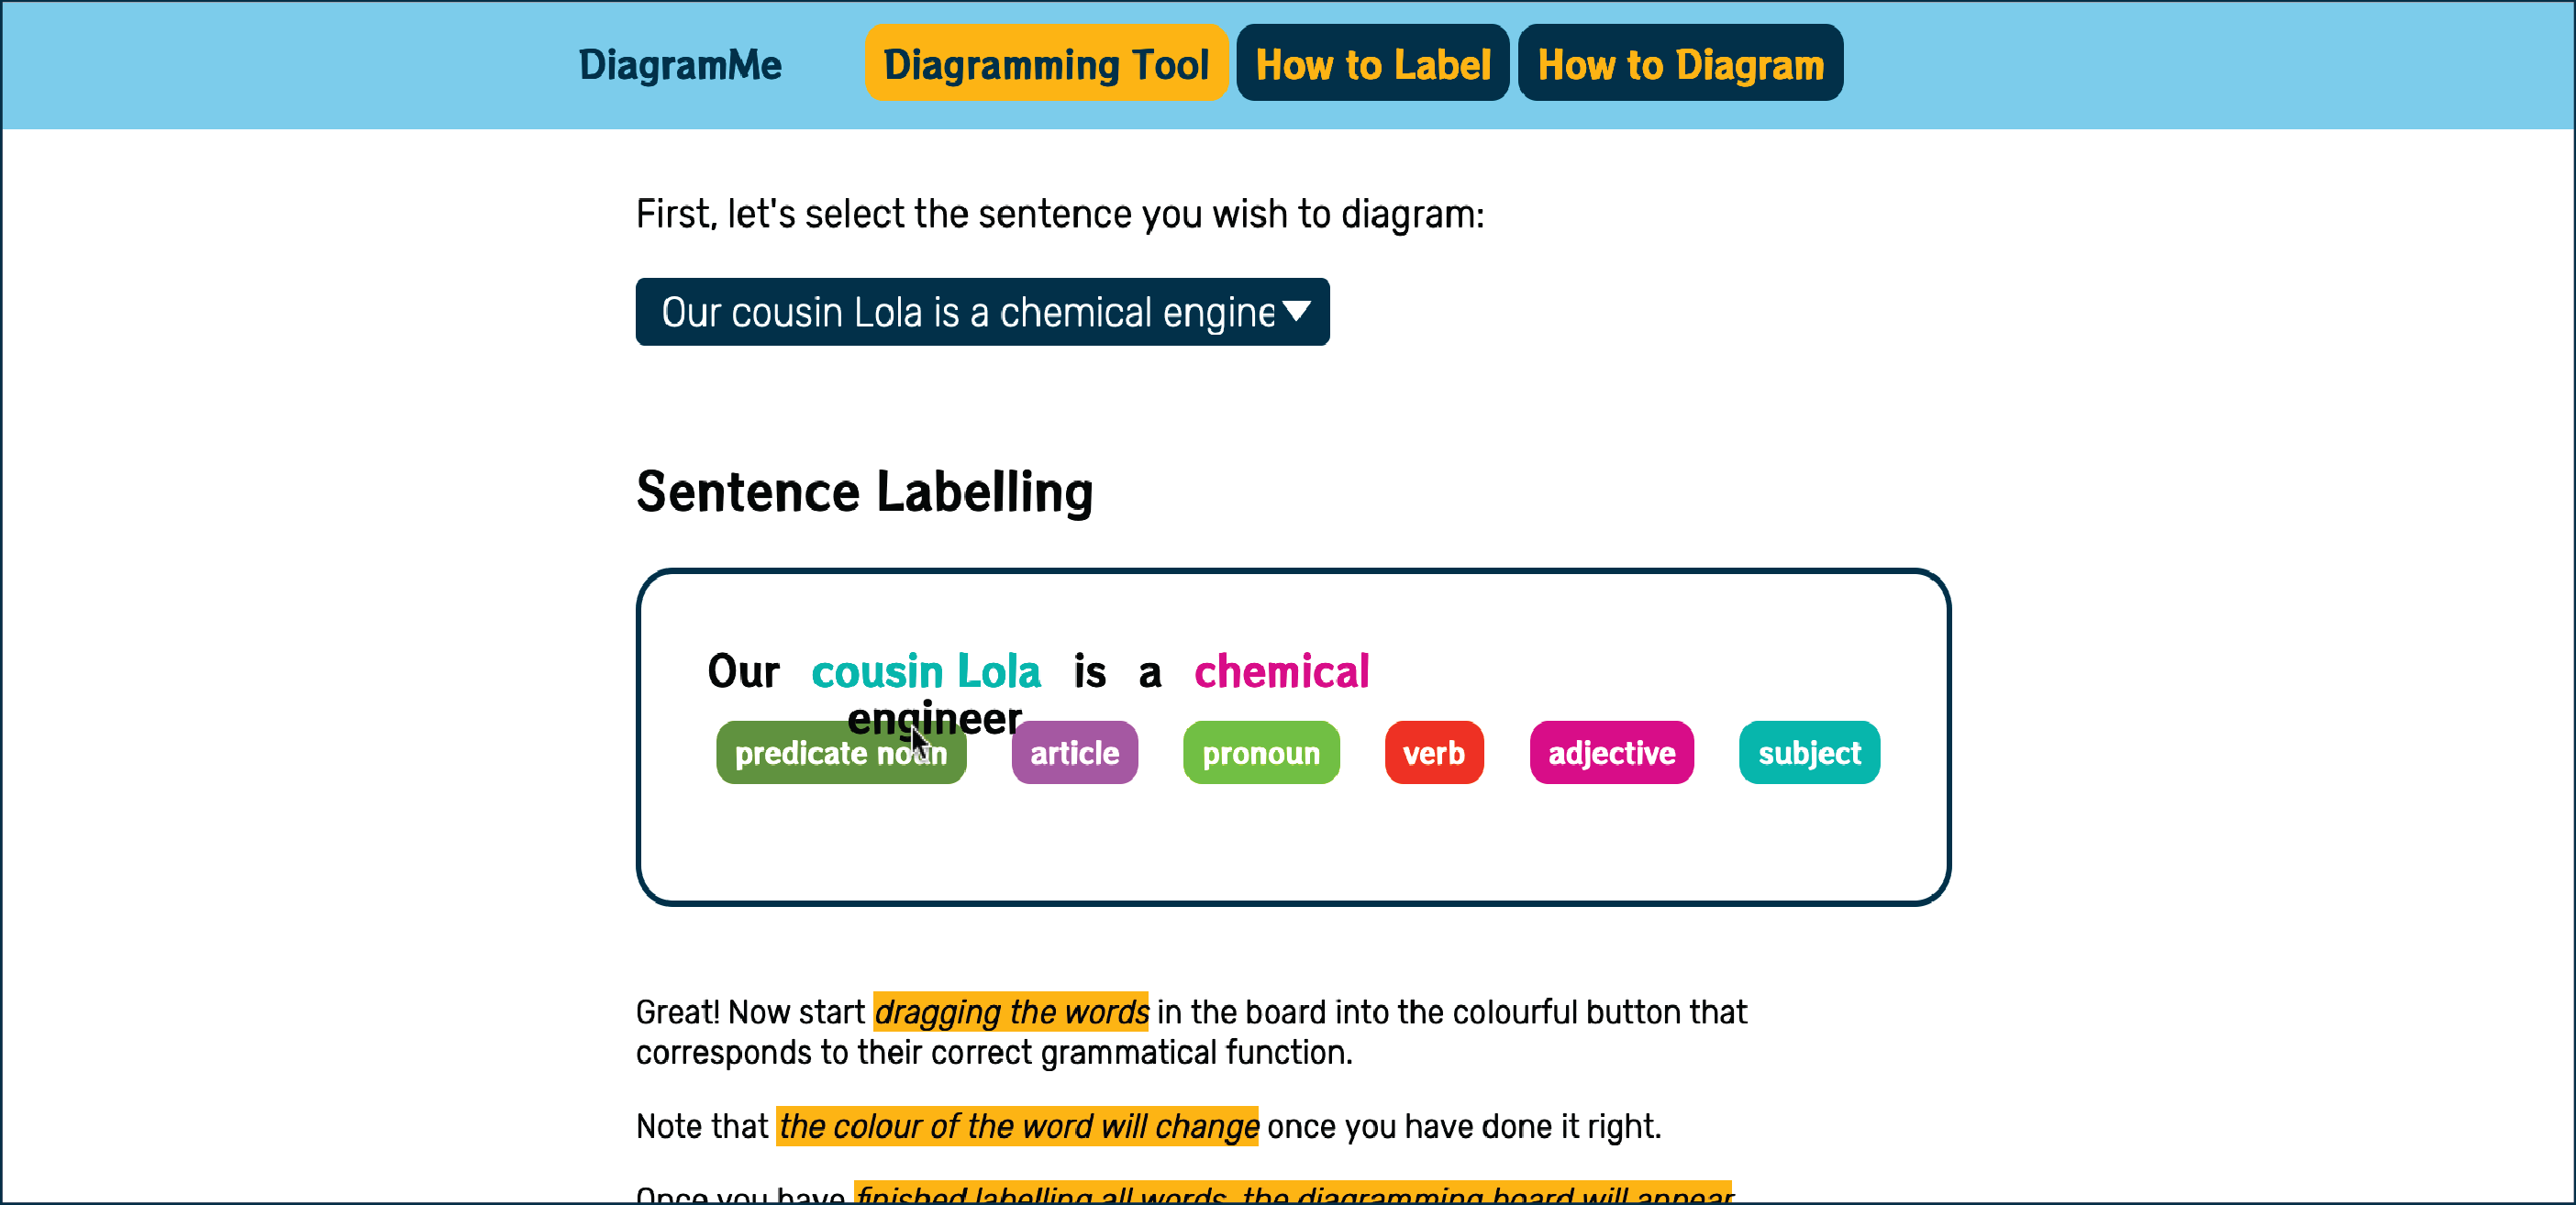 DiagramMe Diagramming Tool How to Label How to Diagram
First, let's select the sentence you wish to diagram:
Our cousin Lola is a chemical engine
Sentence Labelling
Our cousin Lola is a chemical
engineer
predicate noun article pronoun verb adjective subject
Great! Now start dragging the words in the board into the colourful button that
corresponds to their correct grammatical function.
Note that the colour of the word will change once you have done it right.
Once you have finished labelling all words, the diagramming board will appear